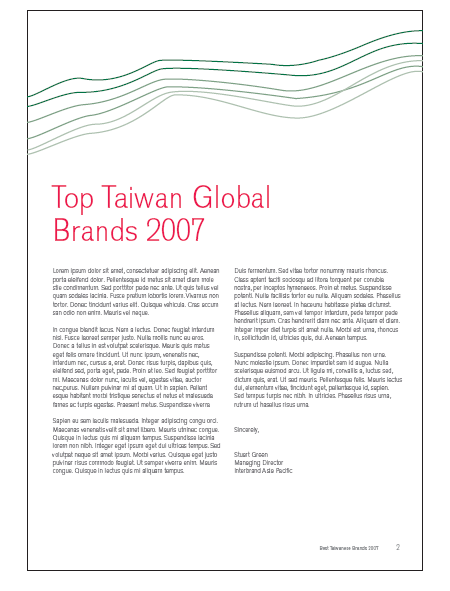 Top Taiwan Global
Brands 2007
Lorem ipsum dolor sit amet, consectetuer adipiscing elit. Aenean
porta eleifend dolor. Pellentesque id metus sit amet diam mole
stie condimentum. Sed porttitor pede nec ante. Ut quis tellus vel
quam sodales lacinia. Fusce pretium lobortis lorem. Vivamus non
tortor. Donec tincidunt varius elit. Quisque vehicula. Cras accum
san odio non enim. Mauris vel neque.
In congue blandit lacus. Nam a lectus. Donec feugiat interdum
nisl. Fusce laoreet semper justo. Nulla mollis nunc eu eros.
Donec a tellus in est volutpat scelerisque. Mauris quis metus
eget felis ornare tincidunt. Ut nunc ipsum, venenatis nec,
interdum nec, cursus a, erat. Donec risus turpis, dapibus quis,
eleifend sed, porta eget, pede. Proin et leo. Sed feugiat porttitor
mi. Maecenas dolor nunc, iaculis vel, egestas vitae, auctor
nec,purus. Nullam pulvinar mi at quam. Ut in sapien. Pellent
esque habitant morbi tristique senectus et netus et malesuada
fames ac turpis egestas. Praesent metus. Suspendisse viverra.
Sapien eu sem iaculis malesuada. Integer adipiscing congu orci.
Maecenas venenatis velit sit amet libero. Mauris utninec congue.
Quisque in lectus quis mi aliquam tempus. Suspendisse lacinia
lorem non nibh. Integer eget ipsum eget dui ultrices tempus. Sed
volutpat neque sit amet ipsum. Morbi varius. Quisque eget justo
pulvinar risus commodo feugiat. Ut semper viverra enim. Mauris
congue. Quisque in lectus quis mi aliquam tempus.
Duis fermentum. Sed vitae tortor nonummy mauris rhoncus.
Class aptent taciti sociosqu ad litora torquent per conubia
nostra, per inceptos hymenaeos. Proin et metus. Suspendisse
potenti. Nulla facilisis tortor eu nulla. Aliquam sodales. Phasellus
at lectus. Nam laoreet. In hac eunu habitasse platea dictumst.
Phasellus aliquam, sem vel tempor interdum, pede tempor pede
hendrerit ipsum. Cras hendrerit diam nec ante. Aliquam et diam.
Integer imper diet turpis sit amet nulla. Morbi est urna, rhoncus
in, sollicitudin id, ultricies quis, dui. Aenean tempus.
Suspendisse potenti. Morbi adipiscing. Phasellus non urna.
Nunc molestie ipsum. Donec imperdiet sem id augue. Nulla
scelerisque euismod arcu. Ut ligula mi, convallis a, luctus sed,
dictum quis, erat. Ut sed mauris. Pellentesque felis. Mauris lectus
dui, elementum vitae, tincidunt eget, pellentesque id, sapien.
Sed tempus turpis nec nibh. In ultricies. Phasellus risus urna,
rutrum ut hasellus risus urna.
Sincerely,
Stuart Green
Managing Director
Interbrand Asia Pacific
Best Taiwanese Brands 2007 2